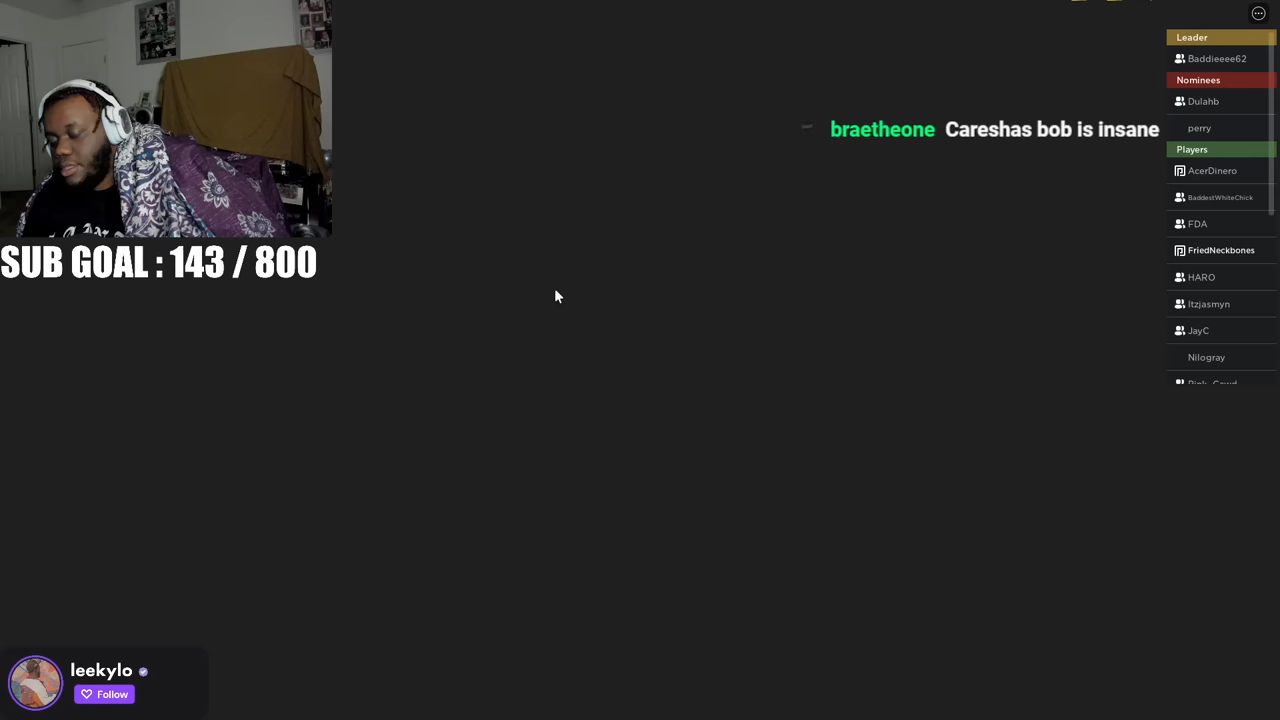 Leader
Baddieeee62
Nominees
Dulahb
perry
Players
AcerDinero
BaddestWhiteChick
FDA
FriedNeckbones
HARO
Itzjasmyn
JayC
Nilogray
braetheone Careshas bob is insane
SUB GOAL : 143 / 800
leekylo
Follow